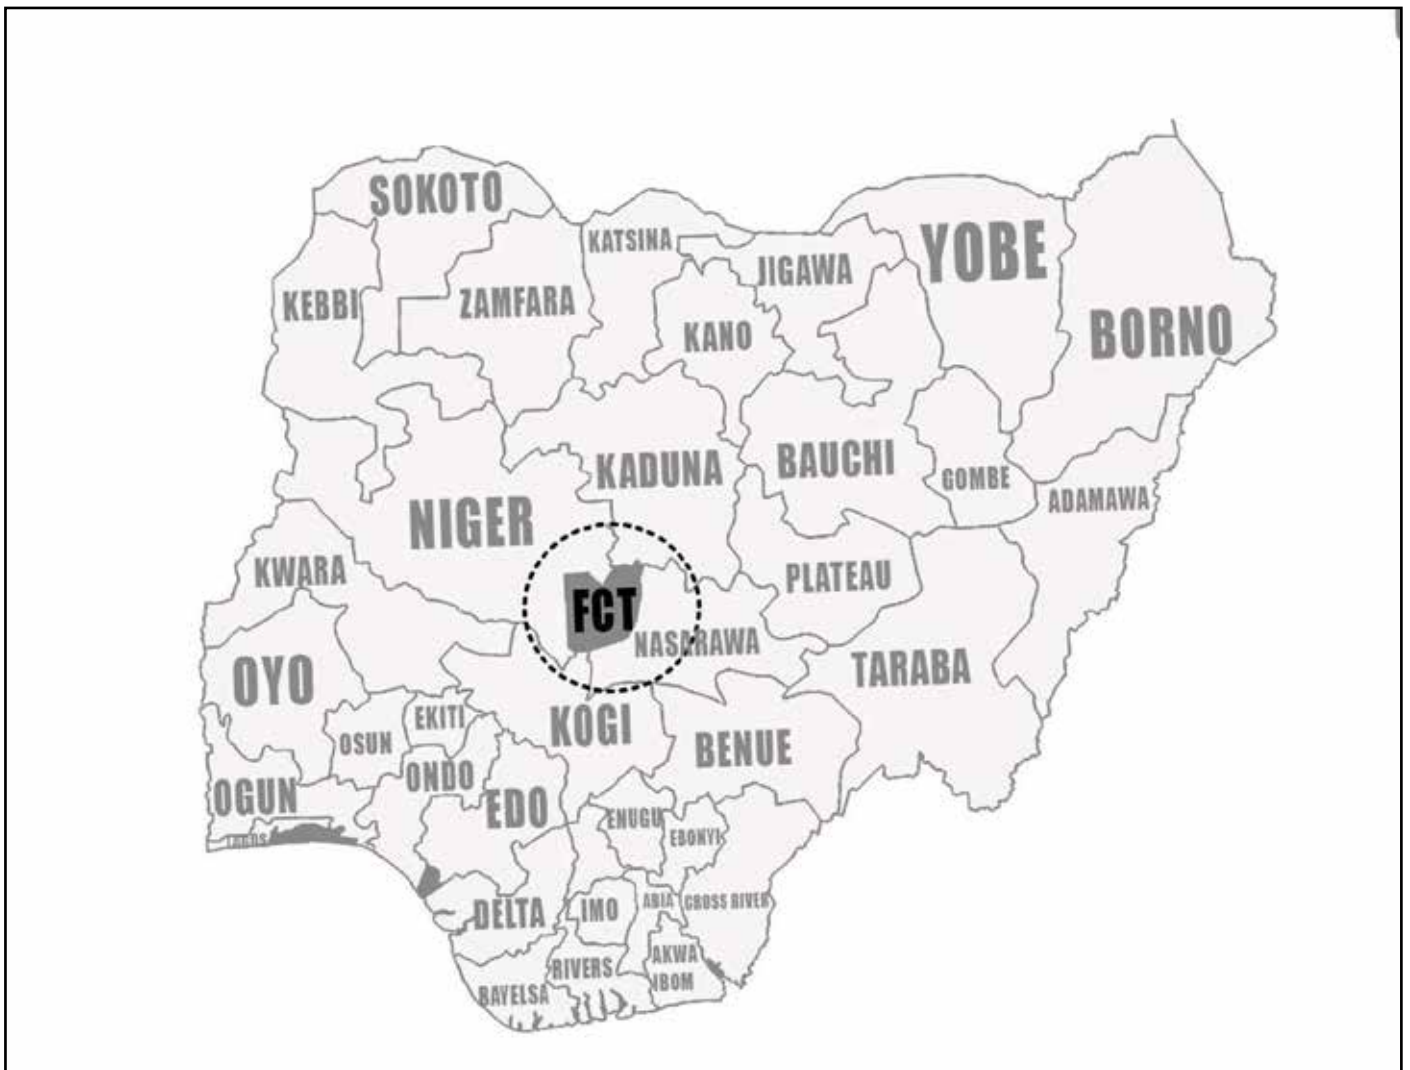 SOKOTO
KATSINA
YOBE
JIGAWA
KEBBI
ZAMFARA
KANO
BORNO
KADUNA
BAUCHI
GOMBE
ADAMAWA
NIGER
KWARA
PLATEAU
FCT
NASARAWA
OYO
TARABA
EKITI
KOGI
OSUN
BENUE
ONDO
OGUN
EDO
ENUGU
EBONYI
LAGOS
DELTA
IMO
ABIA
CROSS RIVER
AKWA
IBOM
RIVERS
BAYELSA